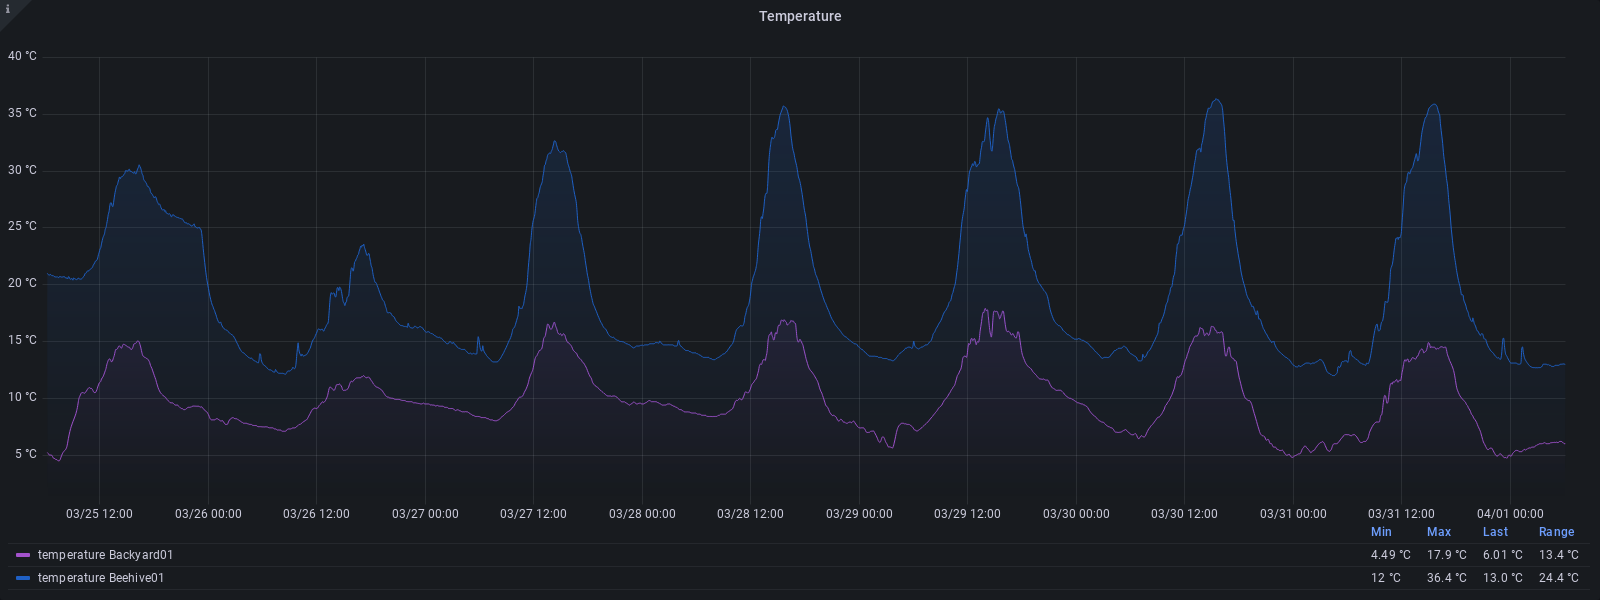 i
Temperature
40 °C
35 °C
30 °C
25 °C
20 °C
15 °C
10 °C
5 °C
03/25 12:00 03/26 00:00 03/26 12:00 03/27 00:00 03/27 12:00 03/28 00:00 03/28 12:00 03/29 00:00 03/29 12:00 03/30 00:00 03/30 12:00 03/31 00:00 03/31 12:00 04/01 00:00
Min Max Last Range
temperature Backyard01 4.49 °C 17.9 °C 6.01 °C 13.4 °C
temperature Beehive01 12 °C 36.4 °C 13.0 °C 24.4 °C